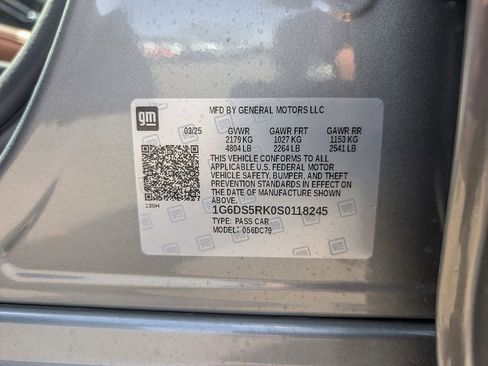 gm
MFD BY GENERAL MOTORS LLC
03/25 GVWR GAWR FRT GAWR RR
2179 KG 1027 KG 1153 KG
4804 LB 2264 LB 2541 LB
THIS VEHICLE CONFORMS TO ALL
APPLICABLE U.S. FEDERAL MOTOR
VEHICLE SAFETY, BUMPER, AND THEFT
PREVENTION STANDARDS IN EFFECT ON
THE DATE OF MANUFACTURE SHOWN
ABOVE.
130H
1G6DS5RK0S0118245
TYPE: PASS CAR
MODEL: 056DC79